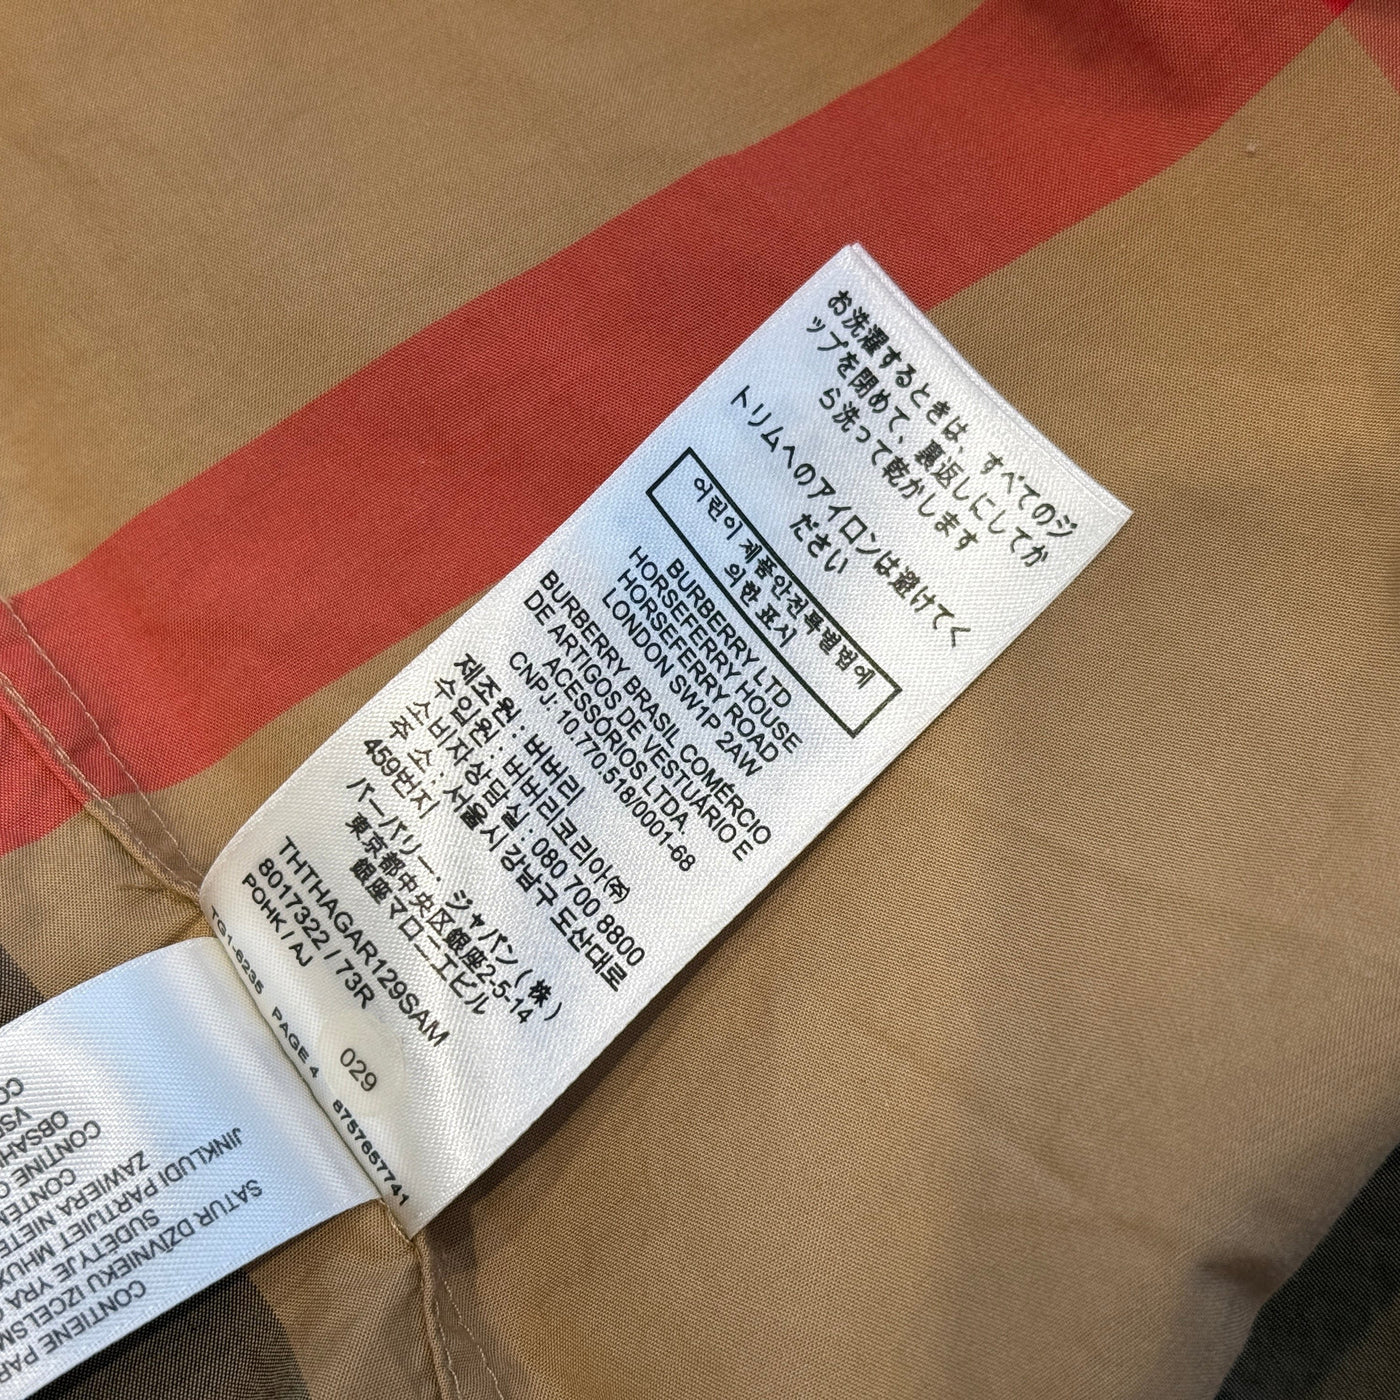 お洗濯するときは、すべてのジ
ップを閉めて、裏返しにしてか
ら洗って乾かします
トリムへのアイロンは避けてく
ださい
어린이 제품안전특별법에
의한 표시
BURBERRY LTD
HORSEFERRY HOUSE
HORSEFERRY ROAD
LONDON SW1P 2AW
BURBERRY BRASIL COMÉRCIO
DE ARTIGOS DE VESTUÁRIO E
ACESSÓRIOS LTDA.
CNPJ: 10.770.518/0001-68
제조원 : 버버리
수입원 : 버버리코리아㈜
소비자상담실 : 080 700 8800
주 소 : 서울시 강남구 도산대로
459번지
バーバリー・ジャパン(株)
東京都中央区銀座2-5-14
銀座マロニエビル
THTHAGAR129SAM
8017322 / 73R
POHK / AJ
029
TG1-6235 PAGE 4 8757657741
SATUR DZĪVNIEKU IZCELSM
JINKLUDI PARTIJIET MHUX
ZAWIERA NIETE
SUDĖTYJE YRA
CONTIENE PAR
CONTEN
CONTINE
OBSAH
VS
CO